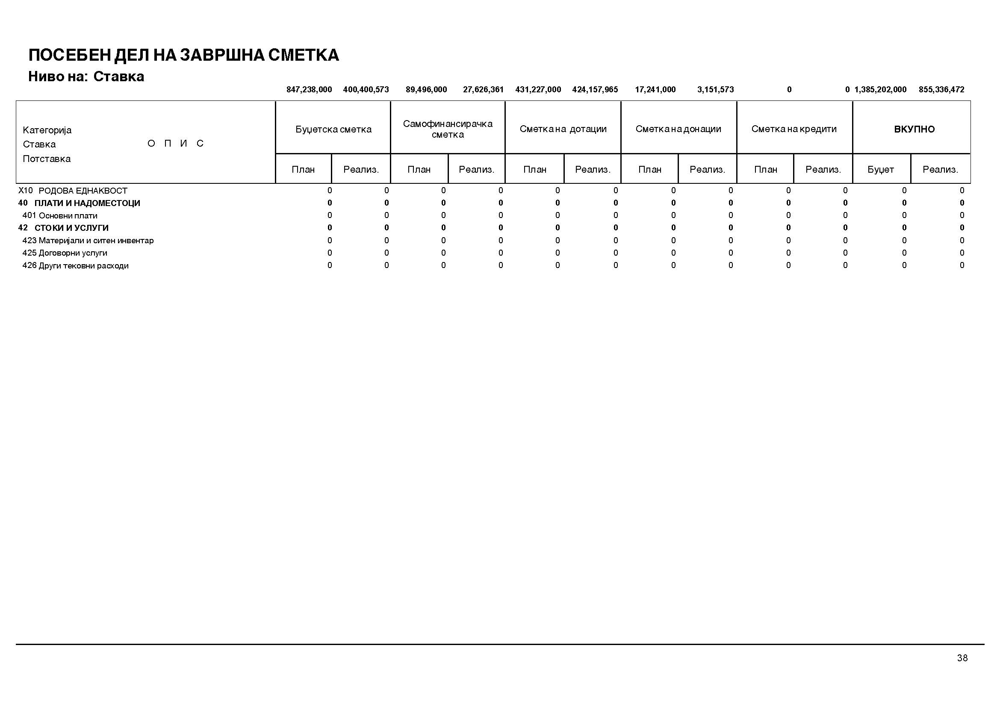 ПОСЕБЕН ДЕЛ НА ЗАВРШНА СМЕТКА
Ниво на: Ставка
847,238,000 400,400,573 89,496,000 27,626,361 431,227,000 424,157,965 17,241,000 3,151,573 0 0 1,385,202,000 855,336,472
Категорија
Ставка
Потставка
О П И С
Буџетска сметка
Самофинансирачка
сметка
Сметка на дотации
Сметка на донации
Сметка на кредити
ВКУПНО
План Реализ. План Реализ. План Реализ. План Реализ. План Реализ. Буџет Реализ.
X10 РОДОВА ЕДНАКВОСТ 0 0 0 0 0 0 0 0 0 0 0 0
40 ПЛАТИ И НАДОМЕСТОЦИ 0 0 0 0 0 0 0 0 0 0 0 0
401 Основни плати 0 0 0 0 0 0 0 0 0 0 0 0
42 СТОКИ И УСЛУГИ 0 0 0 0 0 0 0 0 0 0 0 0
423 Материјали и ситен инвентар 0 0 0 0 0 0 0 0 0 0 0 0
425 Договорни услуги 0 0 0 0 0 0 0 0 0 0 0 0
426 Други тековни расходи 0 0 0 0 0 0 0 0 0 0 0 0
38